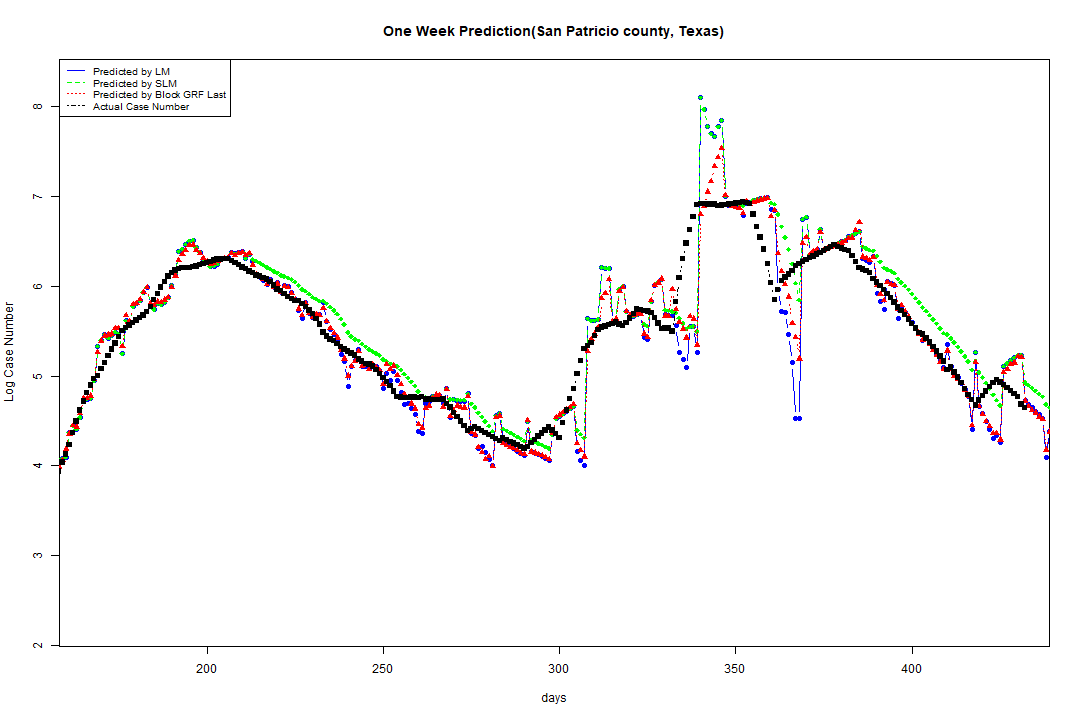 One Week Prediction(San Patricio county, Texas)
Predicted by LM
Predicted by SLM
Predicted by Block GRF Last
Actual Case Number
8
7
6
5
4
3
2
Log Case Number
200 250 300 350 400
days